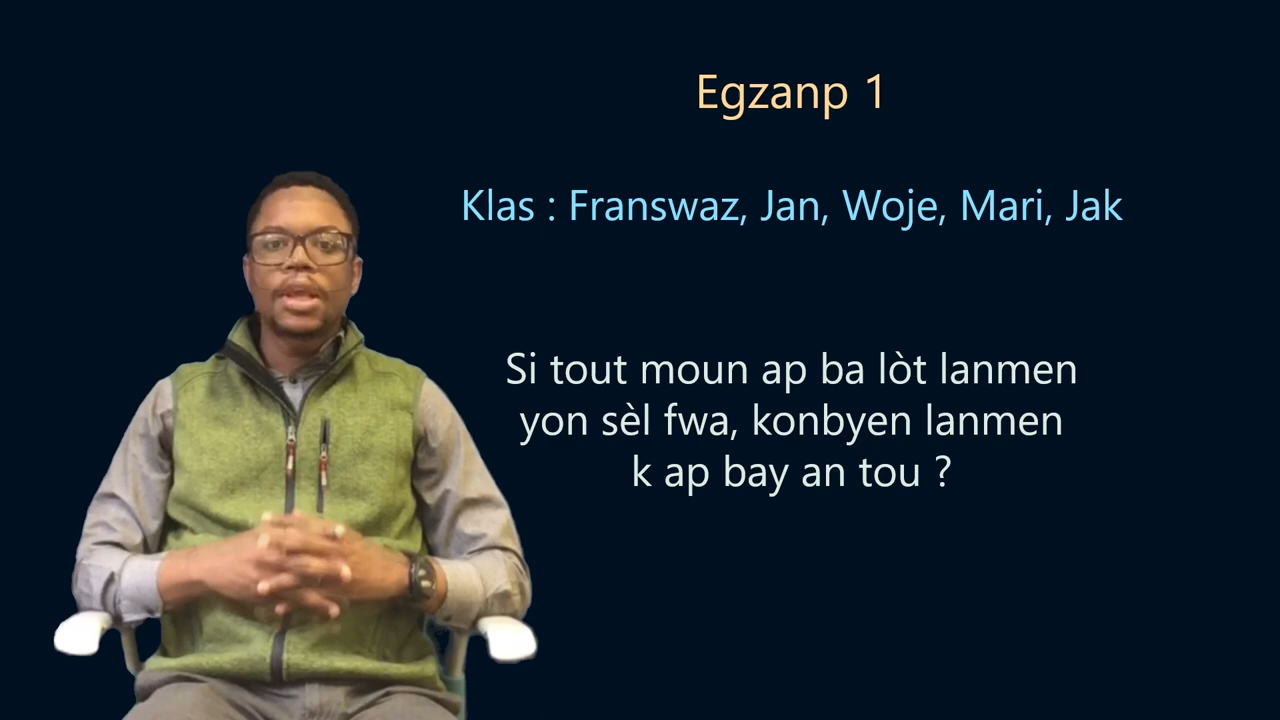 Egzanp 1
Klas : Franswaz, Jan, Woje, Mari, Jak
Si tout moun ap ba lòt lanmen
yon sèl fwa, konbyen lanmen
k ap bay an tou ?